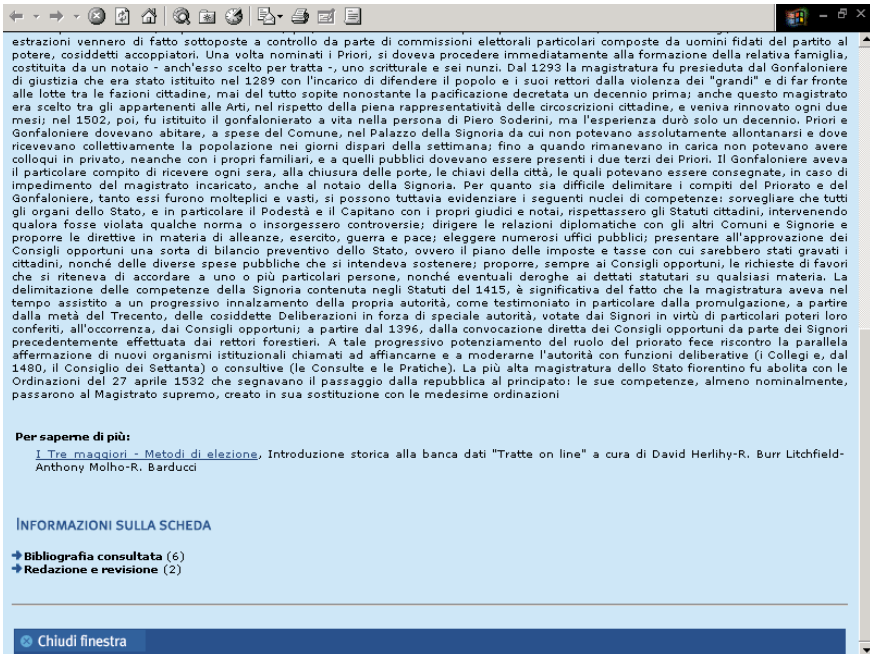 estrazioni vennero di fatto sottoposte a controllo da parte di commissioni elettorali particolari composte da uomini fidati del partito al
potere, cosidetti accoppiatori. Una volta nominati i Priori, si doveva procedere immediatamente alla formazione della relativa famiglia,
costituita da un notaio - anch'esso scelto per tratta -, uno scritturale e sei nunzi. Dal 1293 la magistratura fu presieduta dal Gonfaloniere
di giustizia che era stato istituito nel 1289 con l'incarico di difendere il popolo e i suoi rettori dalla violenza dei "grandi" e di far fronte
alle lotte tra le fazioni cittadine, mai del tutto sopite nonostante la pacificazione decretata un decennio prima; anche questo magistrato
era scelto tra gli appartenenti alle Arti, nel rispetto della piena rappresentatività delle circoscrizioni cittadine, e veniva rinnovato ogni due
mesi; nel 1502, poi, fu istituito il gonfalonierato a vita nella persona di Piero Soderini, ma l'esperienza durò solo un decennio. Priori e
Gonfaloniere dovevano abitare, a spese del Comune, nel Palazzo della Signoria da cui non potevano assolutamente allontanarsi e dove
ricevevano collettivamente la popolazione nei giorni dispari della settimana; fino a quando rimanevano in carica non potevano avere
colloqui in privato, neanche con i propri familiari, e a quelli pubblici dovevano essere presenti i due terzi dei Priori. Il Gonfaloniere aveva
il particolare compito di ricevere ogni sera, alla chiusura delle porte, le chiavi della città, le quali potevano essere consegnate, in caso di
impedimento del magistrato incaricato, anche al notaio della Signoria. Per quanto sia difficile delimitare i compiti del Priorato e del
Gonfaloniere, tanto essi furono molteplici e vasti, si possono tuttavia evidenziare i seguenti nuclei di competenze: sorvegliare che tutti
gli organi dello Stato, e in particolare il Podestà e il Capitano con i propri giudici e notai, rispettassero gli Statuti cittadini, intervenendo
qualora fosse violata qualche norma o insorgessero controversie; dirigere le relazioni diplomatiche con gli altri Comuni e Signorie e
proporre le direttive in materia di alleanze, esercito, guerra e pace; eleggere numerosi uffici pubblici; presentare all'approvazione dei
Consigli opportuni una sorta di bilancio preventivo dello Stato, ovvero il piano delle imposte e tasse con cui sarebbero stati gravati i
cittadini, nonché delle diverse spese pubbliche che si intendeva sostenere; proporre, sempre ai Consigli opportuni, le richieste di favori
che si riteneva di accordare a uno o più particolari persone, nonché eventuali deroghe ai dettati statutari su qualsiasi materia. La
delimitazione delle competenze della Signoria contenuta negli Statuti del 1415, è significativa del fatto che la magistratura aveva nel
tempo assistito a un progressivo innalzamento della propria autorità, come testimoniato in particolare dalla promulgazione, a partire
dalla metà del Trecento, delle cosiddette Deliberazioni in forza di speciale autorità, votate dai Signori in virtù di particolari poteri loro
conferiti, all'occorrenza, dai Consigli opportuni; a partire dal 1396, dalla convocazione diretta dei Consigli opportuni da parte dei Signori
precedentemente effettuata dai rettori forestieri. A tale progressivo potenziamento del ruolo del priorato fece riscontro la parallela
affermazione di nuovi organismi istituzionali chiamati ad affiancarne e a moderarne l'autorità con funzioni deliberative (i Collegi e, dal
1480, il Consiglio dei Settanta) o consultive (le Consulte e le Pratiche). La più alta magistratura dello Stato fiorentino fu abolita con le
Ordinazioni del 27 aprile 1532 che segnavano il passaggio dalla repubblica al principato: le sue competenze, almeno nominalmente,
passarono al Magistrato supremo, creato in sua sostituzione con le medesime ordinazioni
Per saperne di più:
I Tre maggiori - Metodi di elezione, Introduzione storica alla banca dati "Tratte on line" a cura di David Herlihy-R. Burr Litchfield-
Anthony Molho-R. Barducci
INFORMAZIONI SULLA SCHEDA
Bibliografia consultata (6)
Redazione e revisione (2)
Chiudi finestra